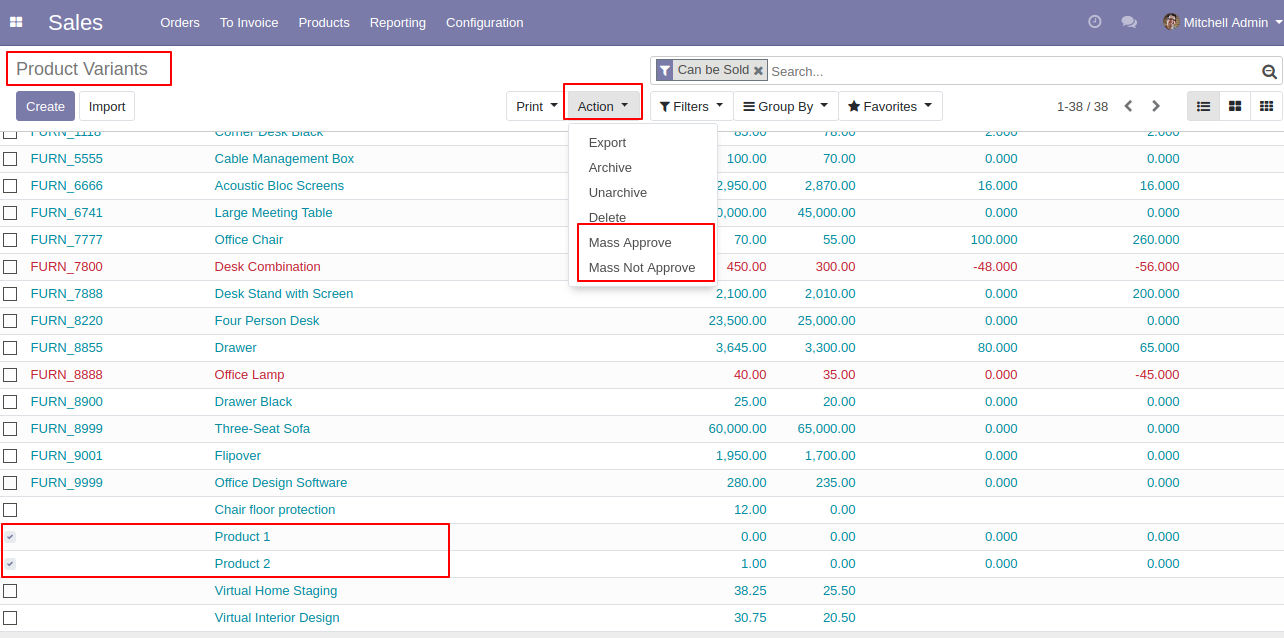 Sales Orders To Invoice Products Reporting Configuration Mitchell Admin
Product Variants
Can be Sold Search...
Create Import Print Action Filters Group By Favorites 1-38 / 38
FURN_1118 Corner Desk Black 85.00 78.00 2.000 2.000
Export
FURN_5555 Cable Management Box 100.00 70.00 0.000 0.000
Archive
FURN_6666 Acoustic Bloc Screens 2,950.00 2,870.00 16.000 16.000
Unarchive
FURN_6741 Large Meeting Table 0,000.00 45,000.00 0.000 0.000
Delete
FURN_7777 Office Chair 70.00 55.00 100.000 260.000
Mass Approve
FURN_7800 Desk Combination 450.00 300.00 -48.000 -56.000
Mass Not Approve
FURN_7888 Desk Stand with Screen 2,100.00 2,010.00 0.000 200.000
FURN_8220 Four Person Desk 23,500.00 25,000.00 0.000 0.000
FURN_8855 Drawer 3,645.00 3,300.00 80.000 65.000
FURN_8888 Office Lamp 40.00 35.00 0.000 -45.000
FURN_8900 Drawer Black 25.00 20.00 0.000 0.000
FURN_8999 Three-Seat Sofa 60,000.00 65,000.00 0.000 0.000
FURN_9001 Flipover 1,950.00 1,700.00 0.000 0.000
FURN_9999 Office Design Software 280.00 235.00 0.000 0.000
Chair floor protection 12.00 0.00
Product 1 0.00 0.00 0.000 0.000
Product 2 1.00 0.00 0.000 0.000
Virtual Home Staging 38.25 25.50
Virtual Interior Design 30.75 20.50